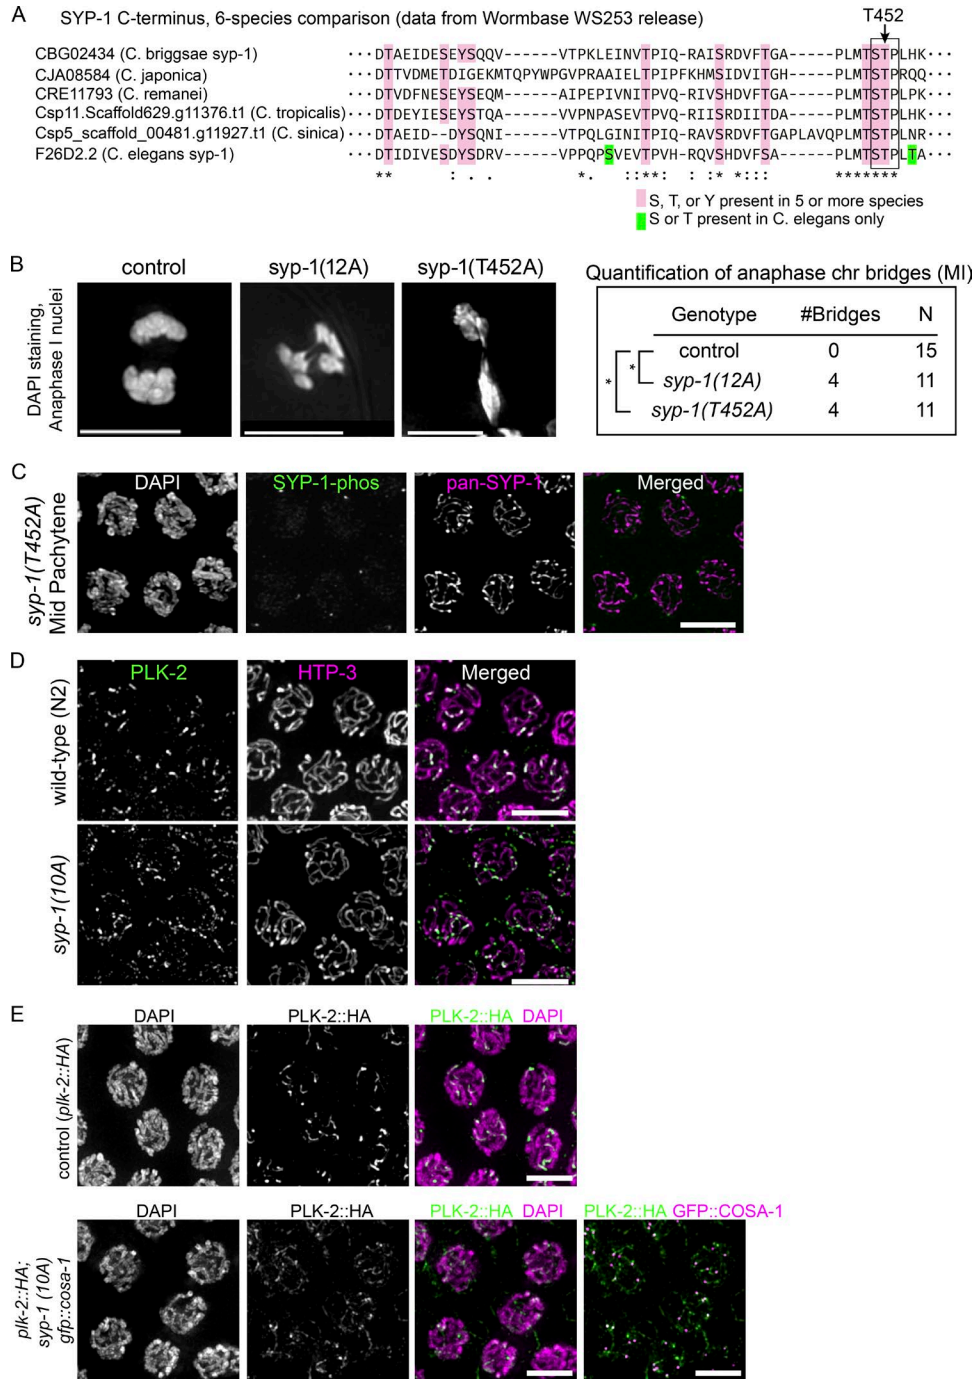 A
SYP-1 C-terminus, 6-species comparison (data from Wormbase WS253 release)
T452
CBG02434 (C. briggsae syp-1) ···DTAEIDESEYSQQV------VTPKLEINVTPIQ-RAISRDVFTGA-----PLMTSTPLHK···
CJA08584 (C. japonica) ···DTTVDMETDIGEKMTQPYWPGVPRAAIELTPIPFKHMSIDVITGH-----PLMTSTPRQQ···
CRE11793 (C. remanei) ···DTVDFNESEYSEQM------AIPEPIVNITPVQ-RIVSHDVFTGA-----PLMTSTPLPK···
Csp11.Scaffold629.g11376.t1 (C. tropicalis) ···DTDEYIESEYSTQA------VVPPNPASEVTPVQ-RIISRDIITDA-----PLMTSTPLEK···
Csp5_scaffold_00481.g11927.t1 (C. sinica) ···DTAEID--DYSQNI------VTPQLGINITPIQ-RAVSRDVFTGAPLAVQPLMTSTPLNR···
F26D2.2 (C. elegans syp-1) ···DTIDIVESDYSDRV------VPPQPSVEVTPVH-RQVSHDVFSA-----PLMTSTPLTA···
** : . . *. ::**: : *.**:: *******
S, T, or Y present in 5 or more species
S or T present in C. elegans only
B
control
syp-1(12A)
syp-1(T452A)
DAPI staining,
Anaphase I nuclei
Quantification of anaphase chr bridges (MI)
Genotype #Bridges N
control 0 15
* syp-1(12A) 4 11
* syp-1(T452A) 4 11
C
syp-1(T452A)
Mid Pachytene
DAPI
SYP-1-phos
pan-SYP-1
Merged
D
PLK-2
HTP-3
Merged
wild-type (N2)
syp-1(10A)
E
DAPI
PLK-2::HA
PLK-2::HA DAPI
control (plk-2::HA)
DAPI
PLK-2::HA
PLK-2::HA DAPI
PLK-2::HA GFP::COSA-1
plk-2::HA;
syp-1 (10A)
gfp::cosa-1